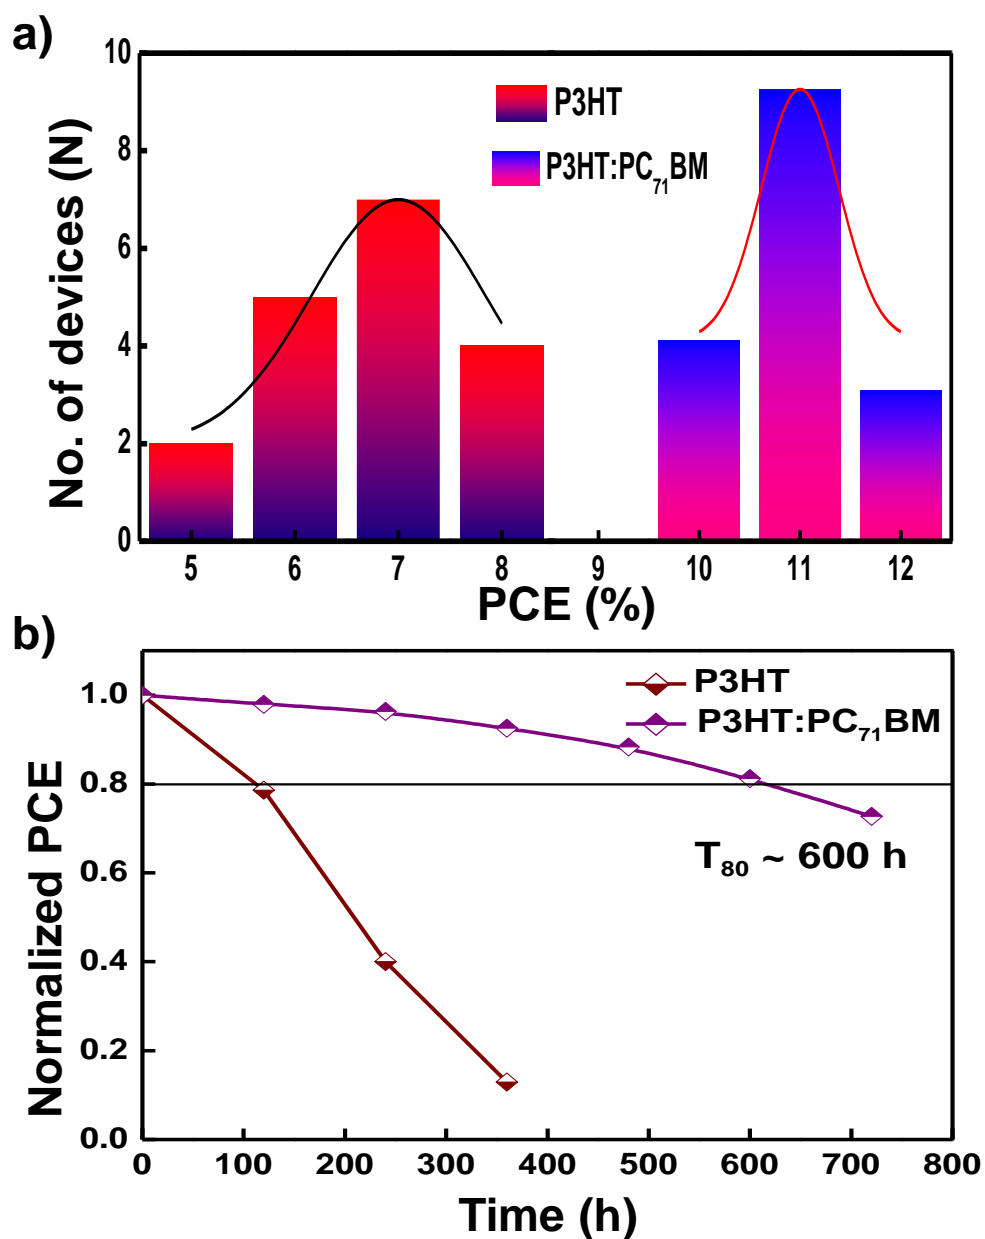 a)
10
8
6
4
2
0
No. of devices (N)
P3HT
P3HT:PC₇₁BM
5 6 7 8 9 10 11 12
PCE (%)
b)
1.0
0.8
0.6
0.4
0.2
0.0
Normalized PCE
P3HT
P3HT:PC₇₁BM
T₈₀ ~ 600 h
0 100 200 300 400 500 600 700 800
Time (h)